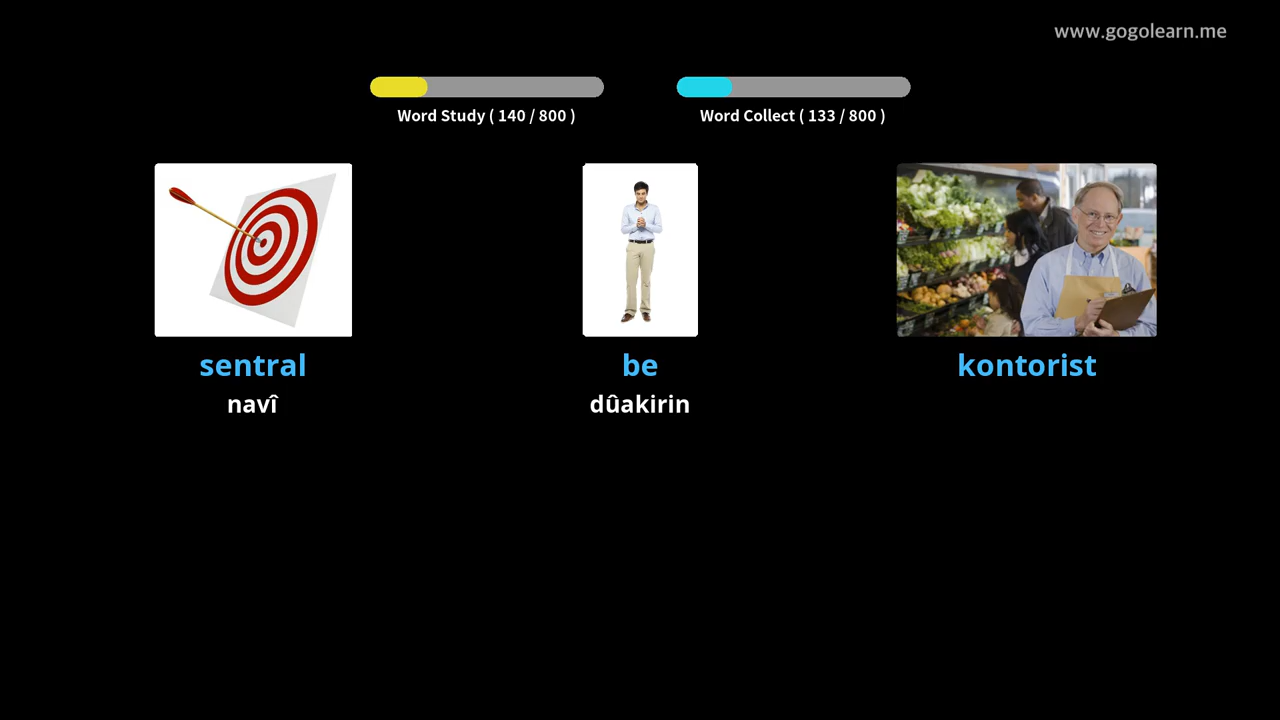 www.gogolearn.me
Word Study ( 140 / 800 )
Word Collect ( 133 / 800 )
sentral
be
kontorist
navî
dûakirin